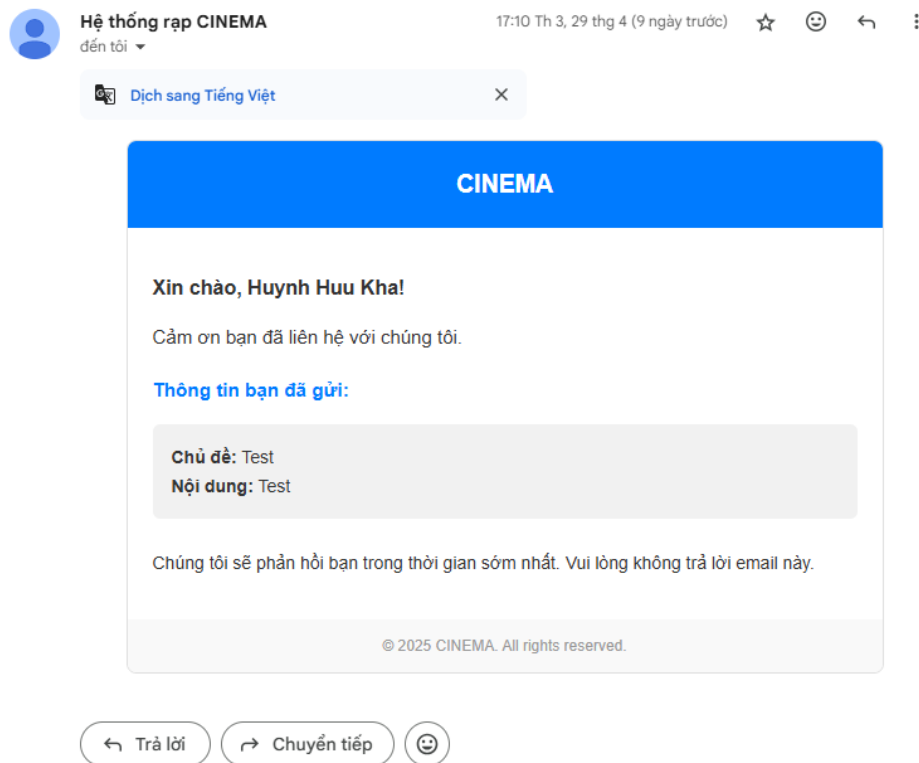 Hệ thống rạp CINEMA
17:10 Th 3, 29 thg 4 (9 ngày trước)
đến tôi
Dịch sang Tiếng Việt
CINEMA
Xin chào, Huynh Huu Kha!
Cảm ơn bạn đã liên hệ với chúng tôi.
Thông tin bạn đã gửi:
Chủ đề: Test
Nội dung: Test
Chúng tôi sẽ phản hồi bạn trong thời gian sớm nhất. Vui lòng không trả lời email này.
© 2025 CINEMA. All rights reserved.
Trả lời
Chuyển tiếp